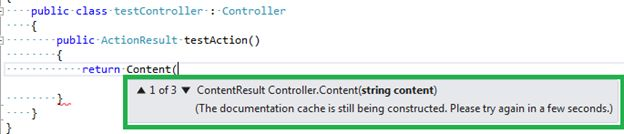 public class testController : Controller
{
public ActionResult testAction()
{
return Content(
▲ 1 of 3 ▼ ContentResult Controller.Content(string content)
(The documentation cache is still being constructed. Please try again in a few seconds.)
}
}
}